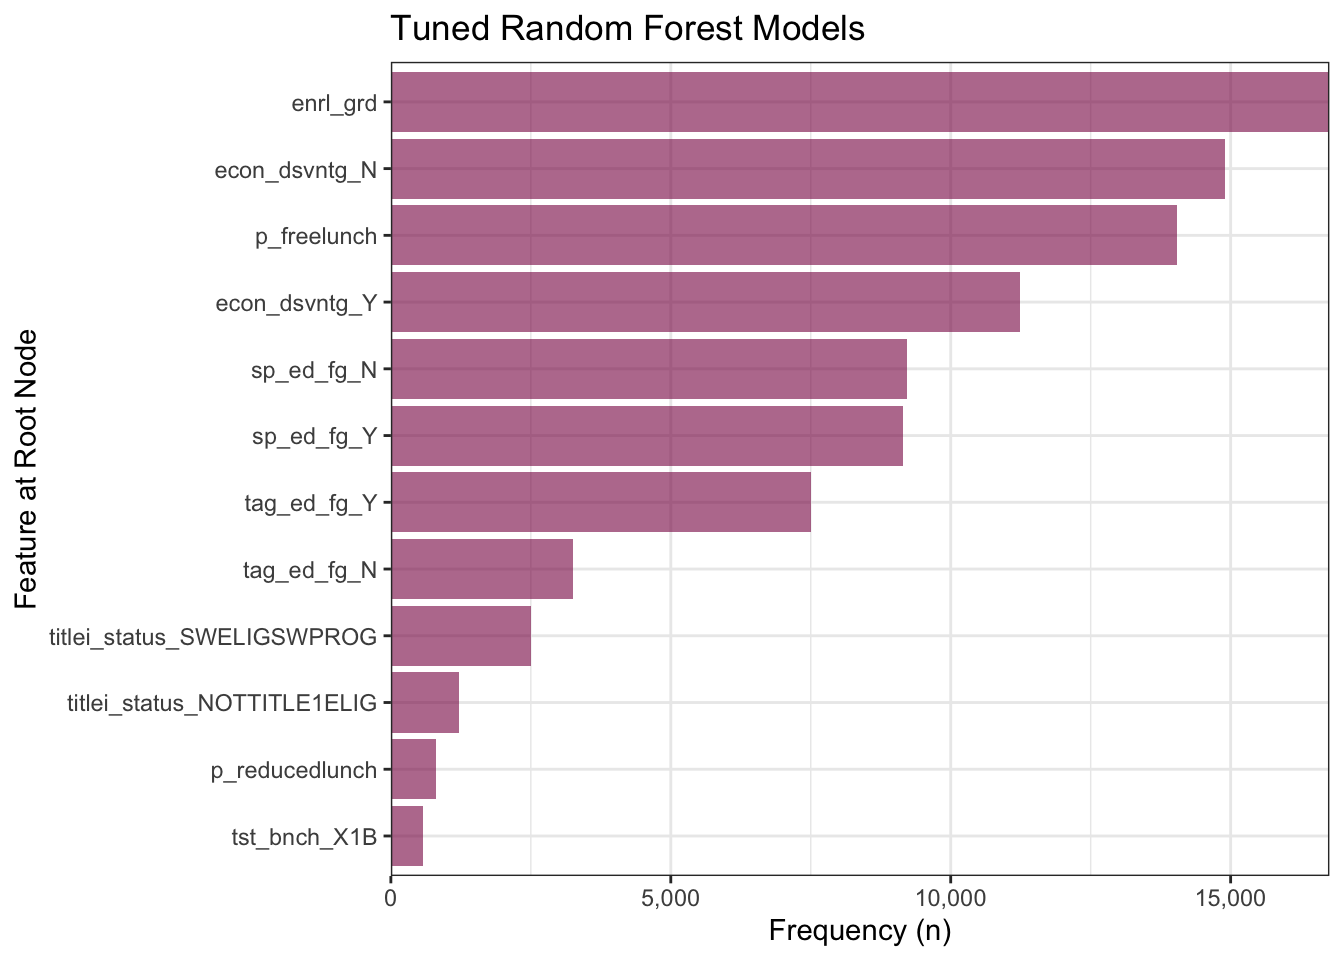 Tuned Random Forest Models
Feature at Root Node
enrl_grd
econ_dsvntg_N
p_freelunch
econ_dsvntg_Y
sp_ed_fg_N
sp_ed_fg_Y
tag_ed_fg_Y
tag_ed_fg_N
titlei_status_SWELIGSWPROG
titlei_status_NOTTITLE1ELIG
p_reducedlunch
tst_bnch_X1B
0 5,000 10,000 15,000
Frequency (n)